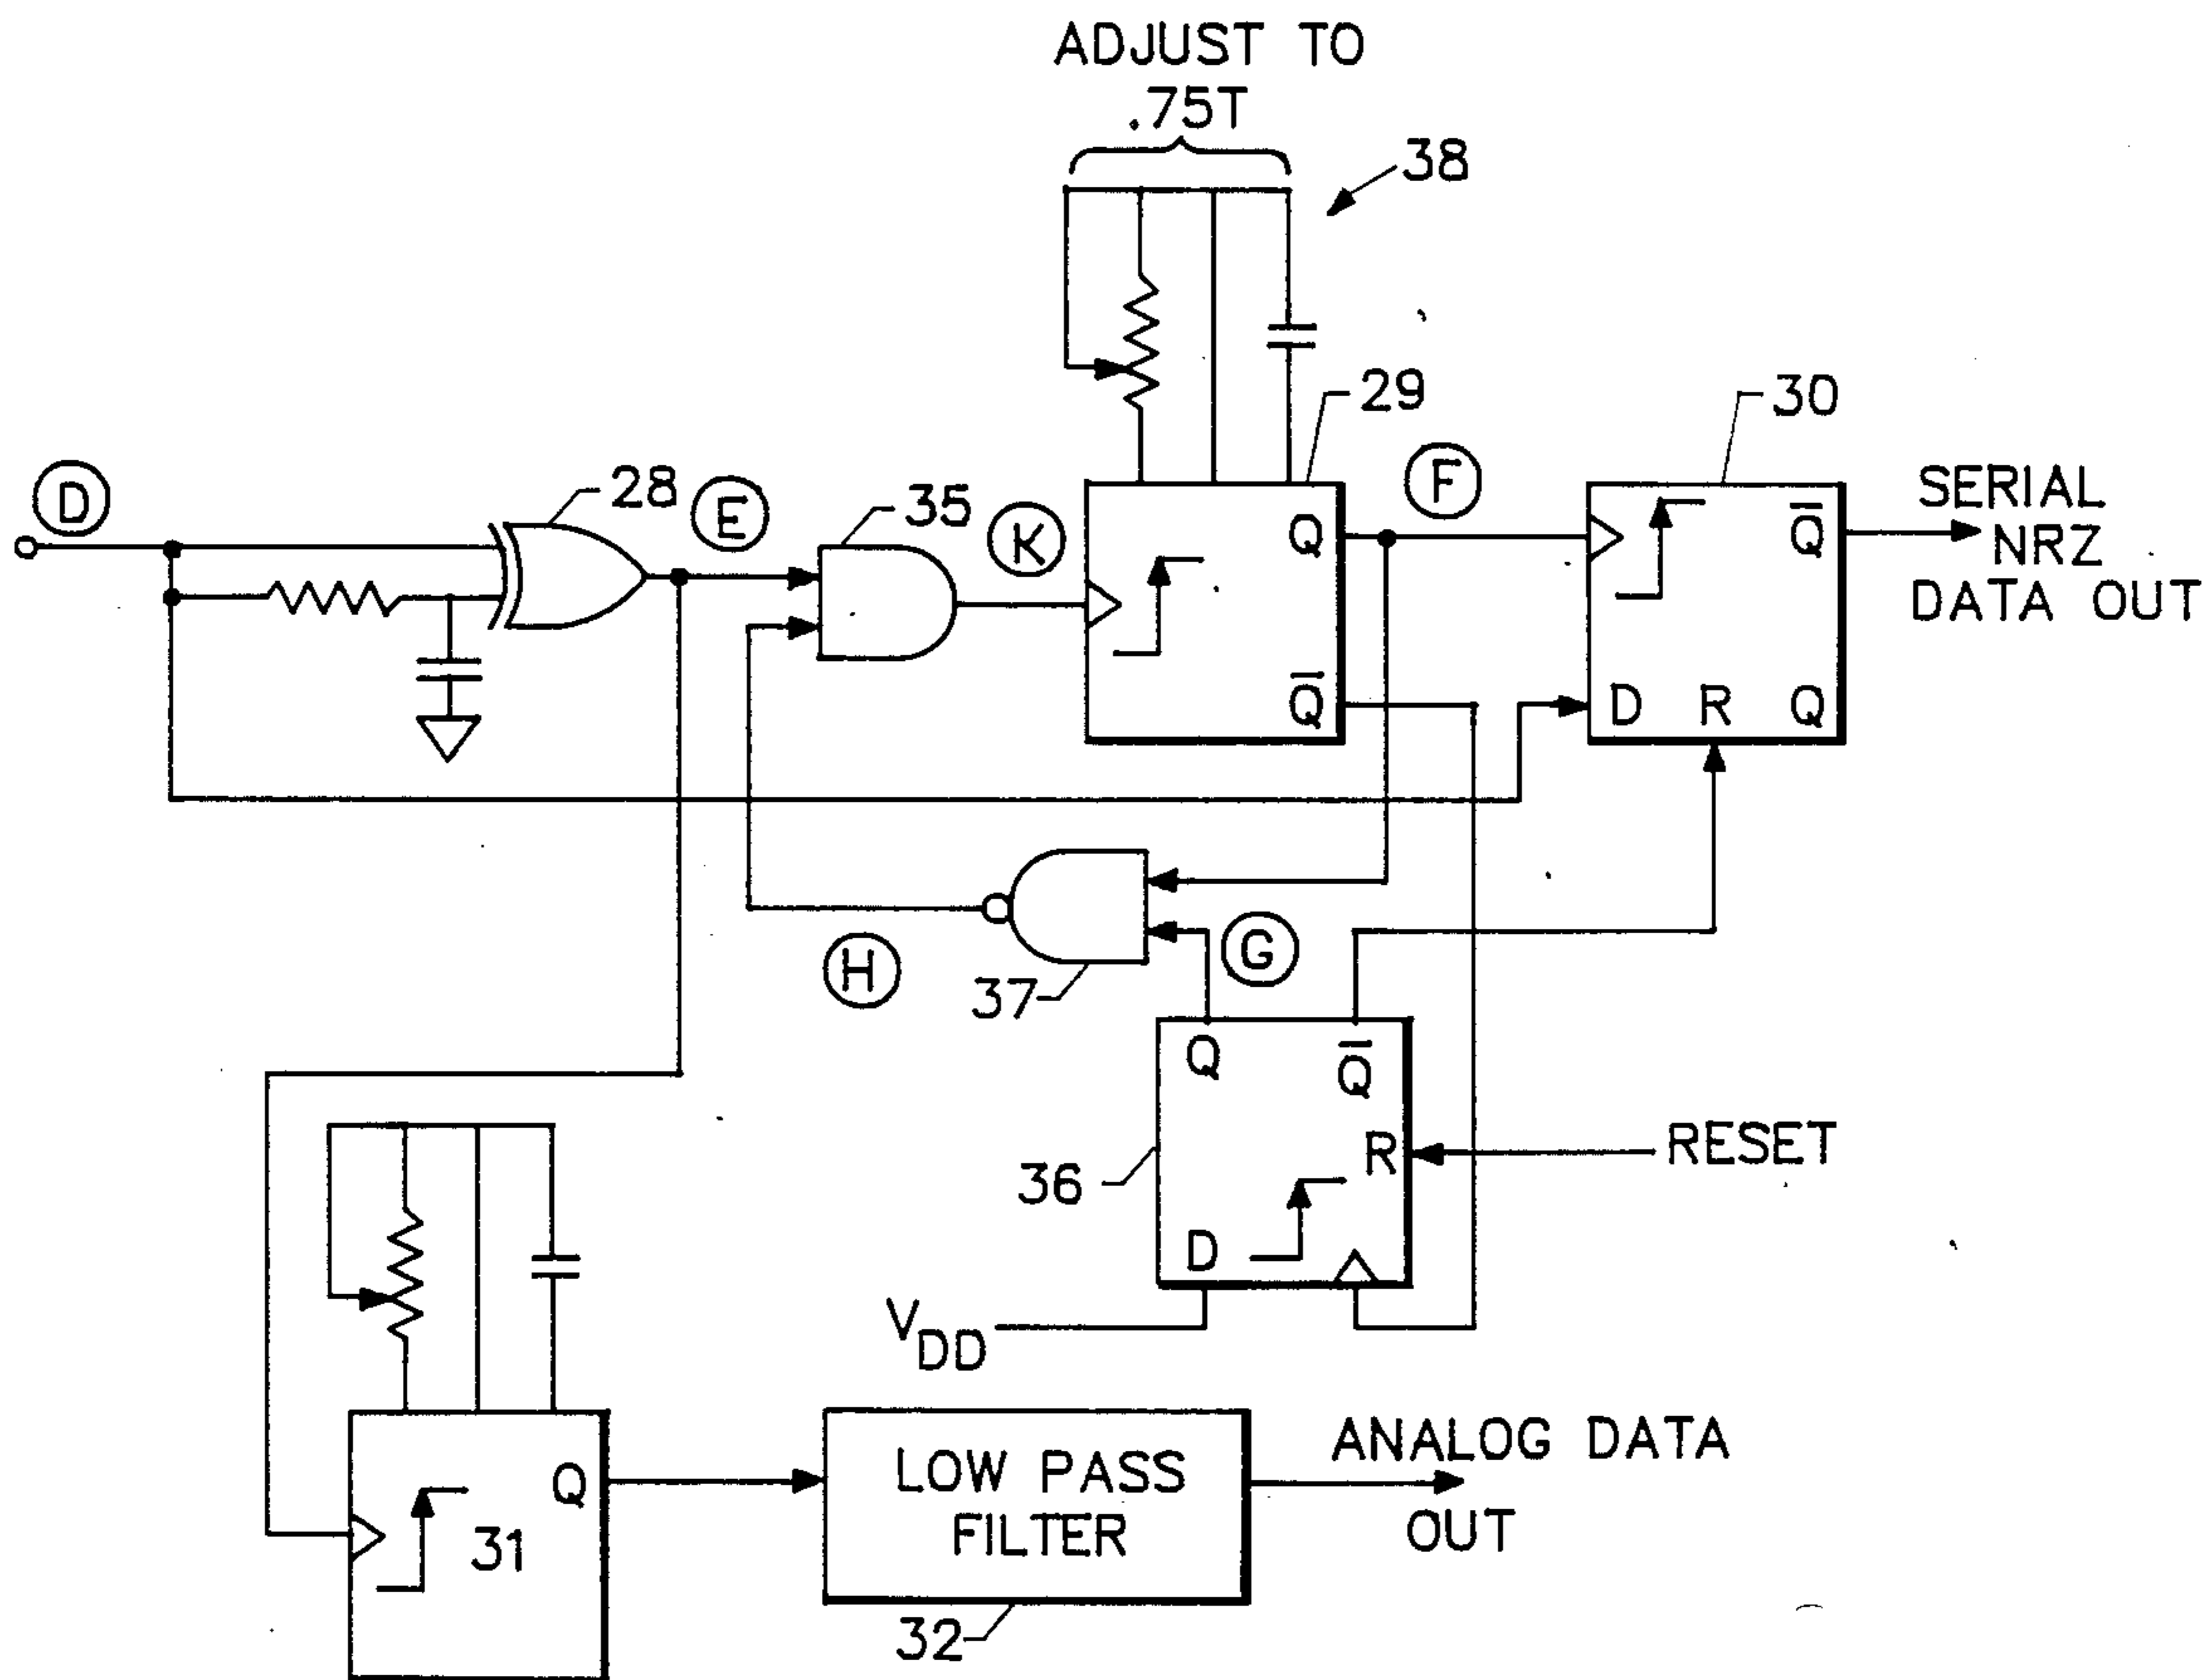 ADJUST TO
.75T
38
29
30
D
28
E
35
K
F
SERIAL
NRZ
DATA OUT
Q
Q̅
Q̅
D R Q
H
37
G
Q Q̅
R
RESET
36
D
VDD
31
Q
LOW PASS
FILTER
32
ANALOG DATA
OUT